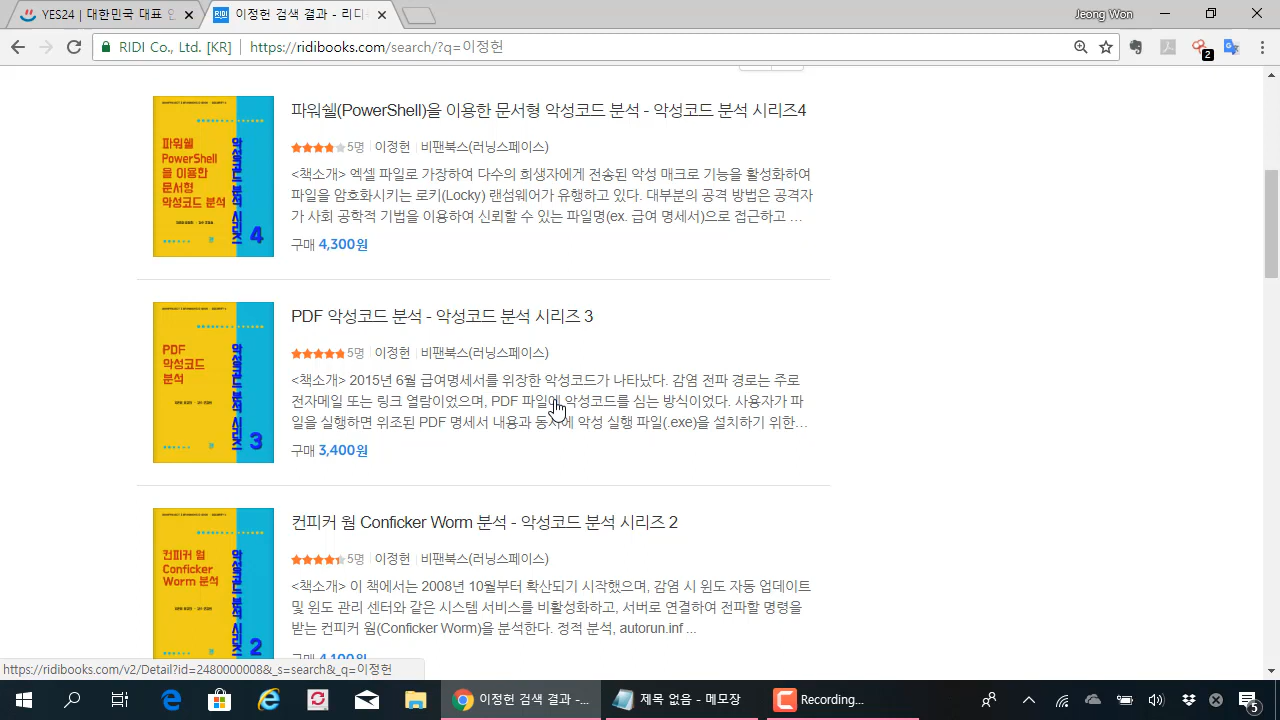 YES24 | 대한민국 대표 인
이정헌 검색 결과 - 리디
Jeong Won
RIDI Co., Ltd. [KR] | https://ridibooks.com/search/?q=이정헌
2
파워쉘(PowerShell)을 이용한 문서형 악성코드 분석 - 악성코드 분석 시리즈4
5명 | 이정헌 | 비팬북스(러닝스페이스)
<책소개> 엑셀 파일로 가장하여 다수의 희생자에게 전송된 악성 매크로 기능을 활성화하여
파일을 암호화시키는 로키(Locky) 랜섬웨어가 유행하고 있다. 대부분의 공격 방법은 공격자
가 사회 공학적 기법을 이용하여 신뢰할 수 있는 파일명(ex. 급여 명세서)으로 접근하고 ...
구매 4,300원
파워쉘
PowerShell
을 이용한
문서형
악성코드 분석
악성코드 분석 시리즈
4
PDF 악성코드 분석 - 악성코드 분석 시리즈 3
5명 | 이정헌 | 비팬북스(러닝스페이스)
<책소개> 2015년 6월 급여명세서를 위장한 악성코드가 나타났다. 감염 전파 경로는 주로
전자메일 또는 링크 열람이었으며, PDF 파일에 악성코드를 심는 방식이었다. 사용자가 파
일을 실행하면 위조된 PDF 명세서 내용과 동시에 악성 실행 파일(.exe)을 설치하기 위한...
구매 3,400원
PDF
악성코드
분석
악성코드 분석 시리즈
3
컨피커 웜 Conficker Worm 분석 - 악성코드 분석 시리즈 2
5명 | 이정헌 | 비팬북스(러닝스페이스)
<책소개> 이 책에서는 2008년 10월부터 확산되기 시작했으며, 감염 시 윈도 자동 업데이트
및 윈도 관리 센터와 같은 시스템 서비스를 비활성화하고, 서버로 연결하여 전파할 명령을
받는 컨피커 웜(Conficker Worm)을 분석한다. 정적 분석, autorun.inf ...
구매 4,100원
컨피커 웜
Conficker
Worm 분석
악성코드 분석 시리즈
2
https://ridibooks.com/v2/Detail?id=2480000008&_s=search&_q=이정헌
이정헌 검색 결과 -...
제목 없음 - 메모장
Recording...
5